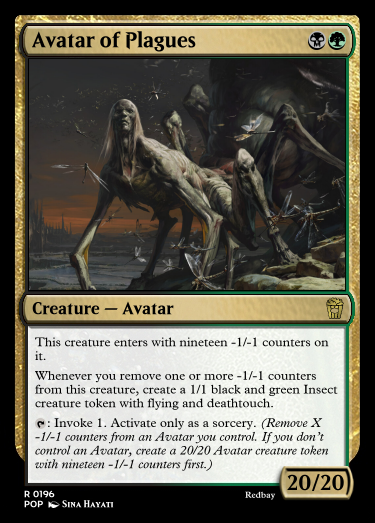 Avatar of Plagues
Creature — Avatar
This creature enters with nineteen -1/-1 counters on
it.
Whenever you remove one or more -1/-1 counters
from this creature, create a 1/1 black and green Insect
creature token with flying and deathtouch.
: Invoke 1. Activate only as a sorcery. (Remove X
-1/-1 counters from an Avatar you control. If you don't
control an Avatar, create a 20/20 Avatar creature token
with nineteen -1/-1 counters first.)
20/20
R 0196
POP Sina Hayati
Redbay